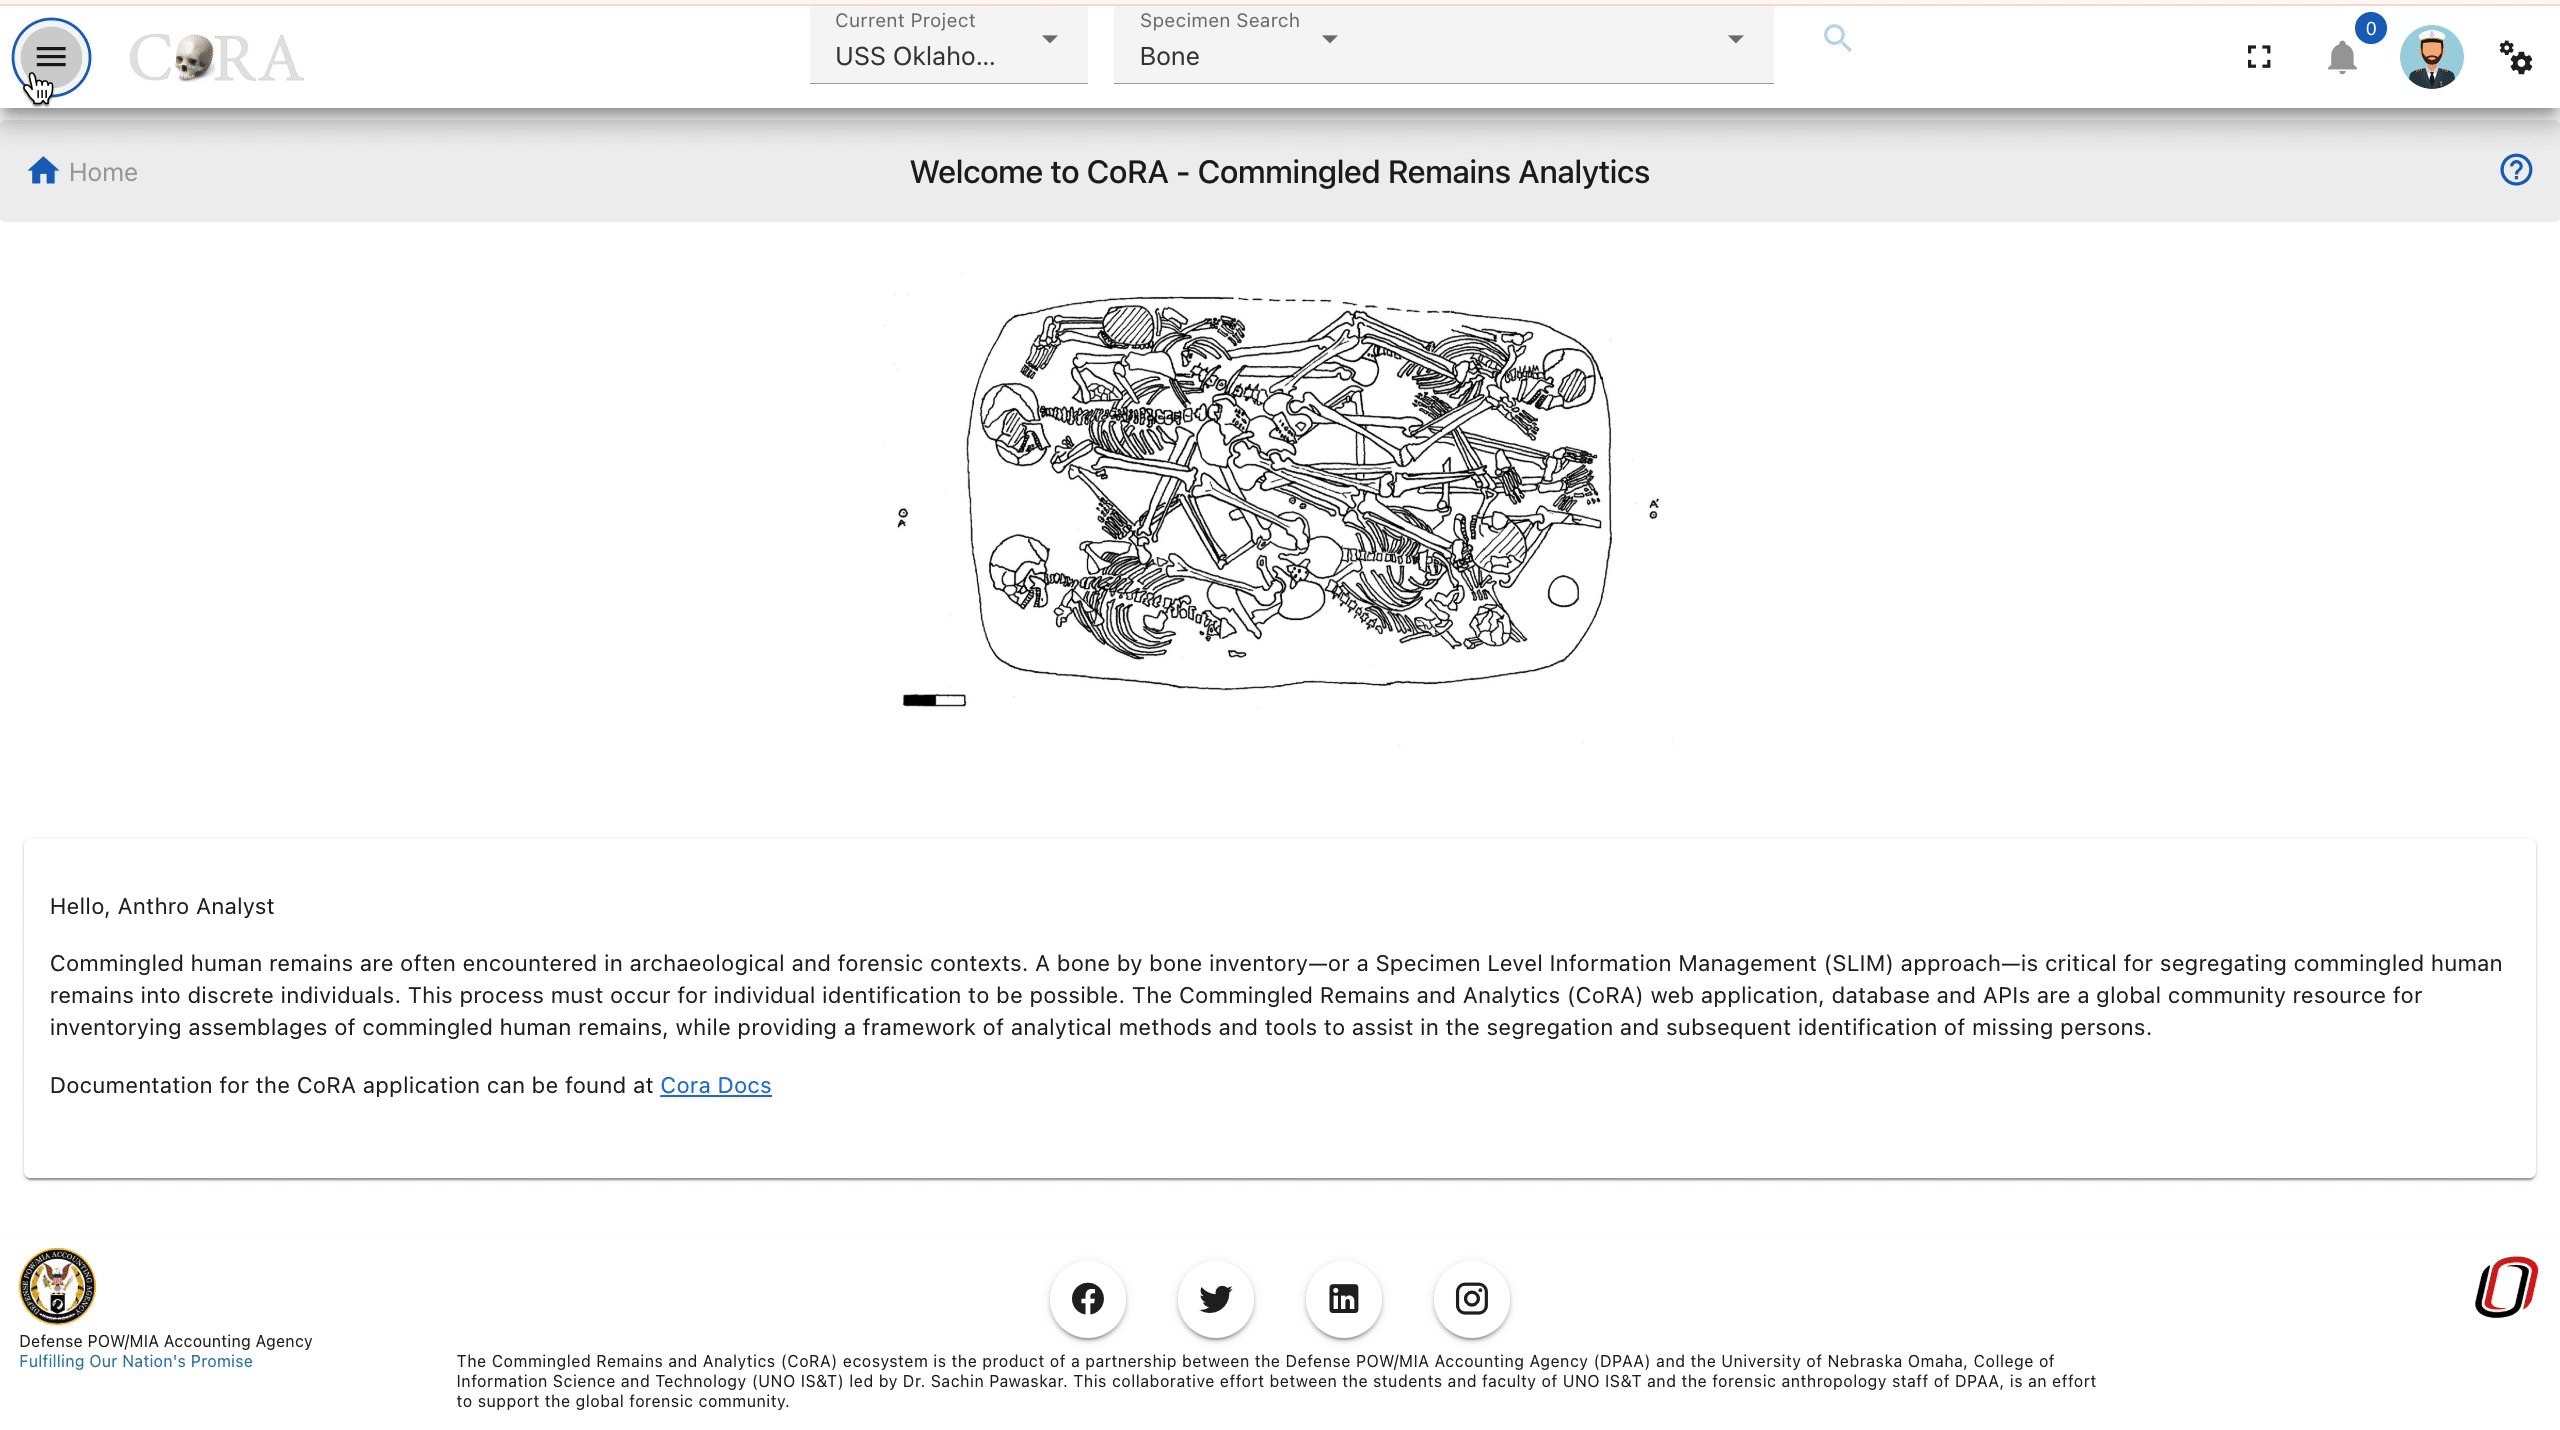 CoRA
Current Project
USS Oklaho...
Specimen Search
Bone
0
Home
Welcome to CoRA - Commingled Remains Analytics
Hello, Anthro Analyst
Commingled human remains are often encountered in archaeological and forensic contexts. A bone by bone inventory—or a Specimen Level Information Management (SLIM) approach—is critical for segregating commingled human
remains into discrete individuals. This process must occur for individual identification to be possible. The Commingled Remains and Analytics (CoRA) web application, database and APIs are a global community resource for
inventorying assemblages of commingled human remains, while providing a framework of analytical methods and tools to assist in the segregation and subsequent identification of missing persons.
Documentation for the CoRA application can be found at Cora Docs
Defense POW/MIA Accounting Agency
Fulfilling Our Nation's Promise
The Commingled Remains and Analytics (CoRA) ecosystem is the product of a partnership between the Defense POW/MIA Accounting Agency (DPAA) and the University of Nebraska Omaha, College of
Information Science and Technology (UNO IS&T) led by Dr. Sachin Pawaskar. This collaborative effort between the students and faculty of UNO IS&T and the forensic anthropology staff of DPAA, is an effort
to support the global forensic community.